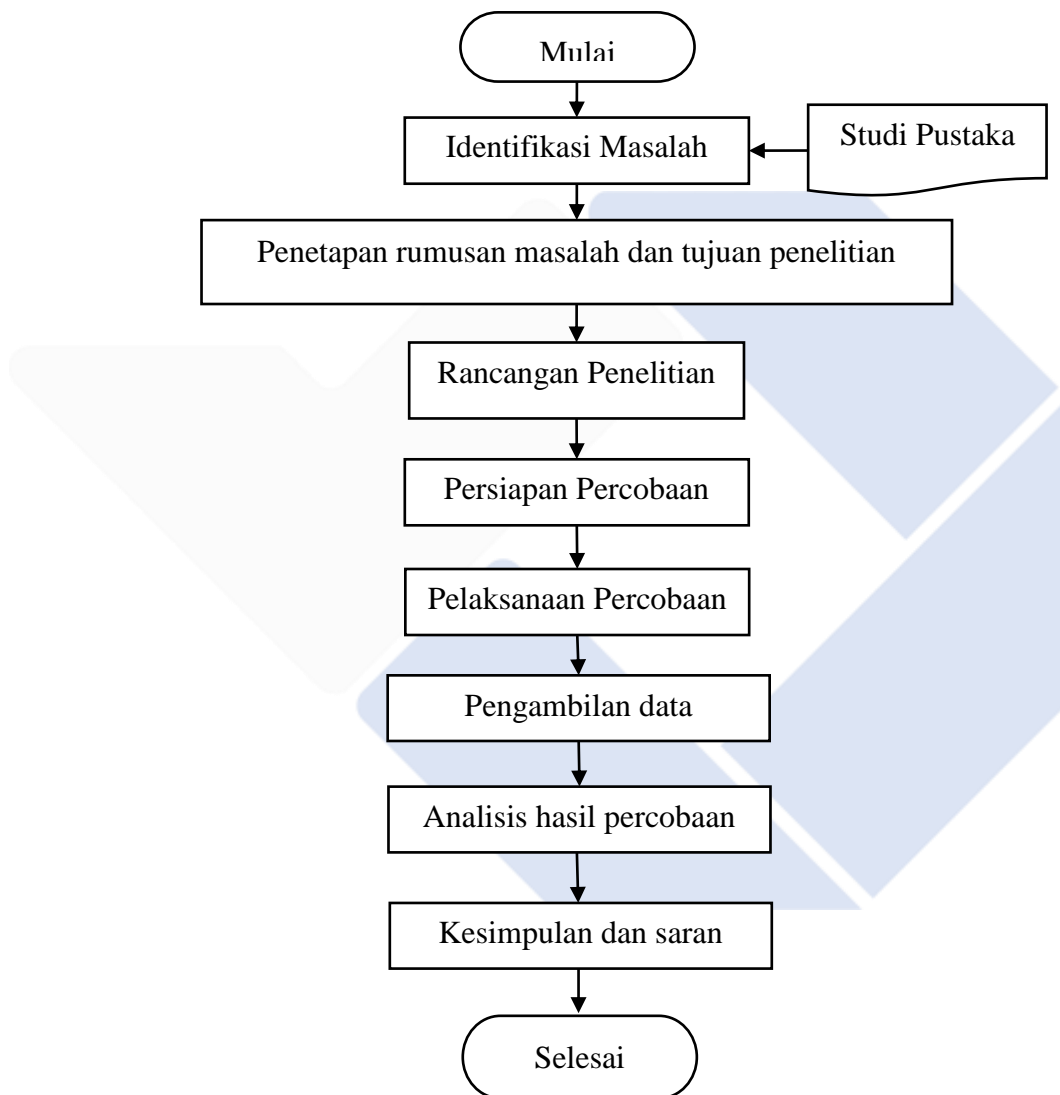 Mulai
Identifikasi Masalah
Studi Pustaka
Penetapan rumusan masalah dan tujuan penelitian
Rancangan Penelitian
Persiapan Percobaan
Pelaksanaan Percobaan
Pengambilan data
Analisis hasil percobaan
Kesimpulan dan saran
Selesai